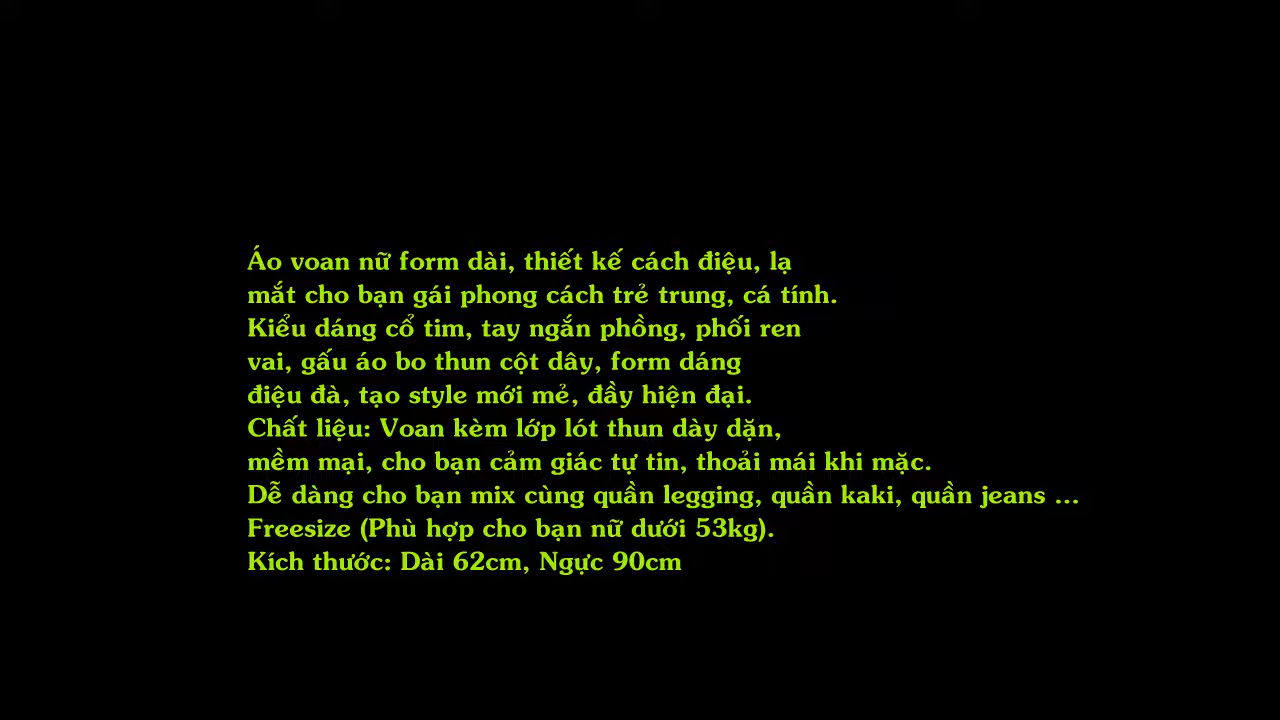 Áo voan nữ form dài, thiết kế cách điệu, lạ
mắt cho bạn gái phong cách trẻ trung, cá tính.
Kiểu dáng cổ tim, tay ngắn phồng, phối ren
vai, gấu áo bo thun cột dây, form dáng
điệu đà, tạo style mới mẻ, đầy hiện đại.
Chất liệu: Voan kèm lớp lót thun dày dặn,
mềm mại, cho bạn cảm giác tự tin, thoải mái khi mặc.
Dễ dàng cho bạn mix cùng quần legging, quần kaki, quần jeans ...
Freesize (Phù hợp cho bạn nữ dưới 53kg).
Kích thước: Dài 62cm, Ngực 90cm